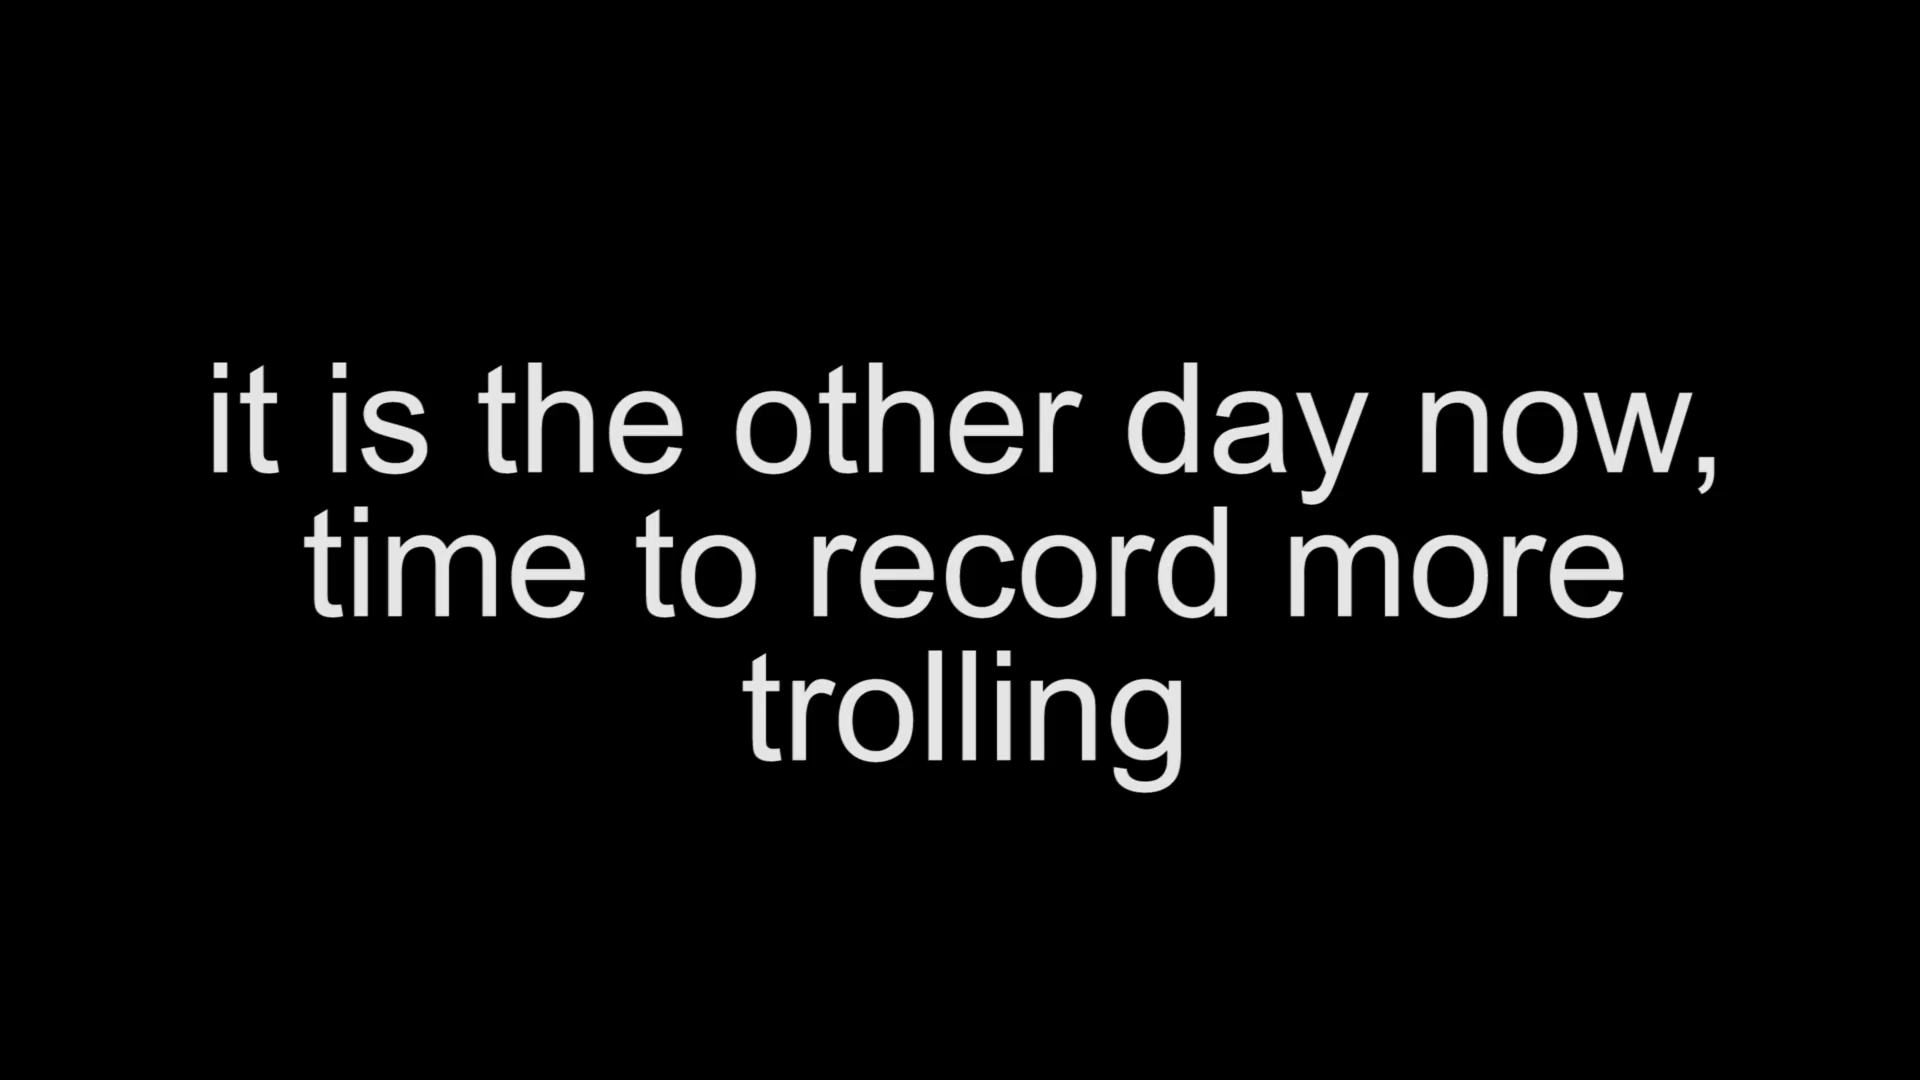 it is the other day now,
time to record more
trolling